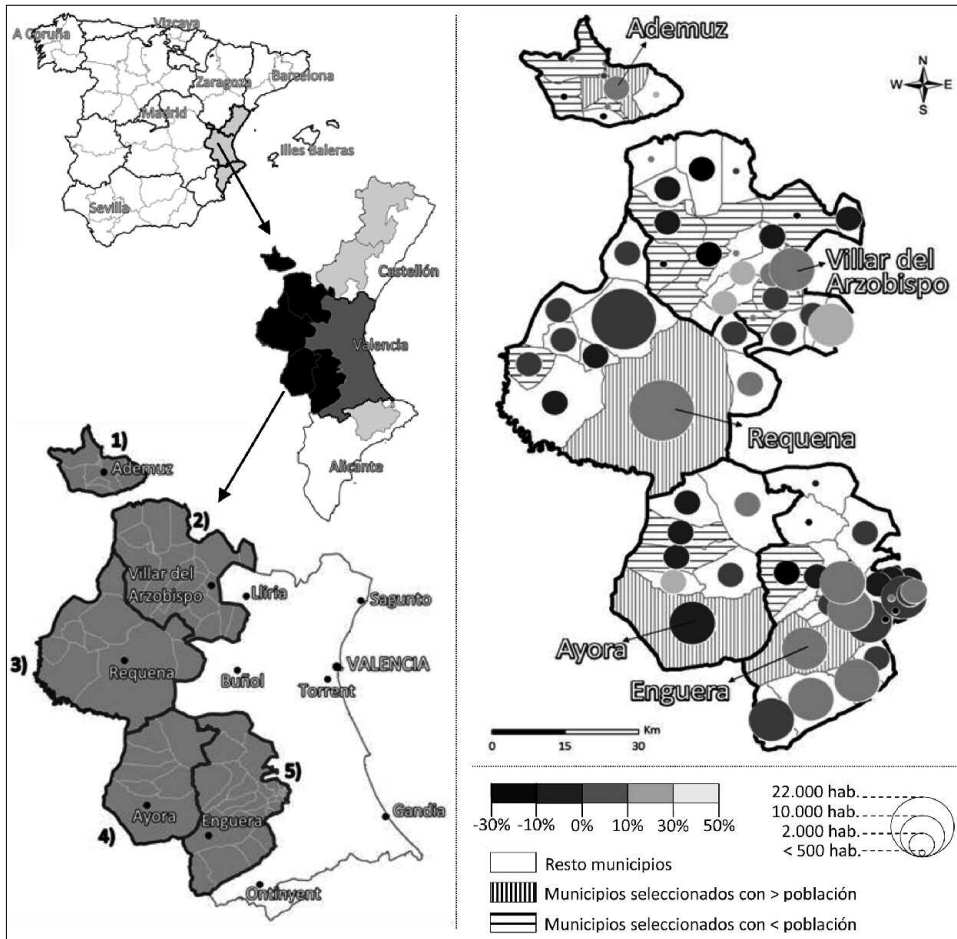 A Coruña
Vizcaya
Zaragoza
Barcelona
Madrid
Illes Baleras
Sevilla
Castellón
Valencia
Alicante
1)
Ademuz
2)
Villar del
Arzobispo
Lliria
Sagunto
3)
Requena
Buñol
VALENCIA
Torrent
5)
4)
Ayora
Enguera
Gandia
Ontinyent
Ademuz
N
W E
S
Villar del
Arzobispo
Requena
Ayora
Enguera
Km
0 15 30
-30% -10% 0% 10% 30% 50%
22.000 hab.
10.000 hab.
2.000 hab.
< 500 hab.
Resto municipios
Municipios seleccionados con > población
Municipios seleccionados con < población